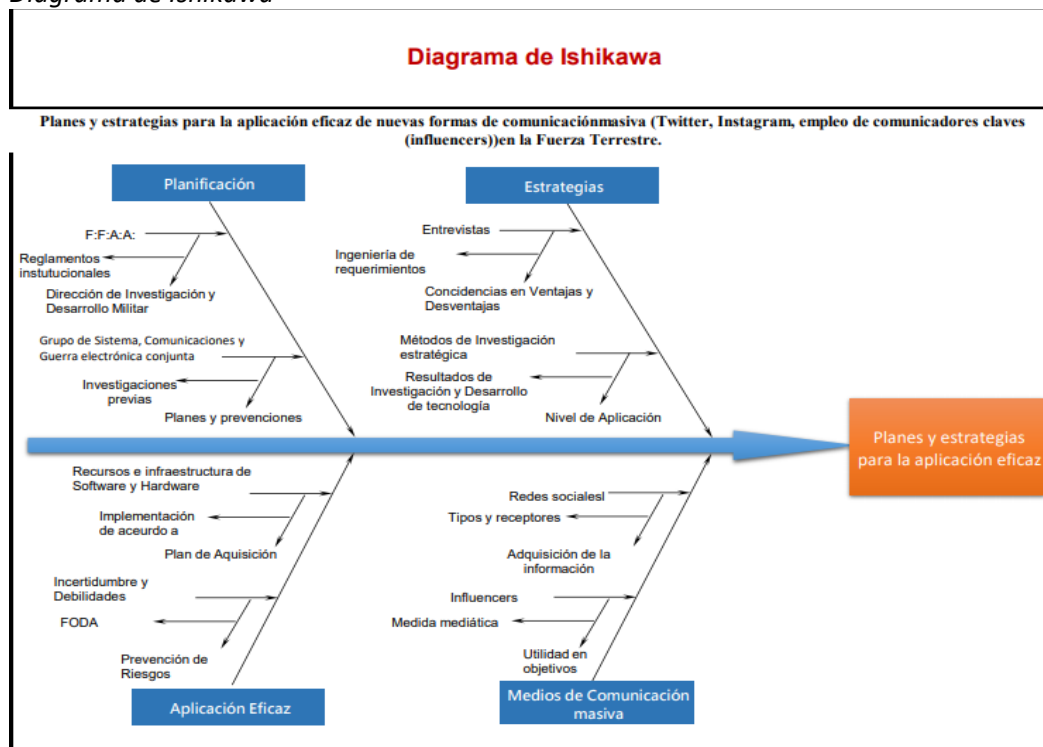 Diagrama de Ishikawa
Diagrama de Ishikawa
Planes y estrategias para la aplicación eficaz de nuevas formas de comunicaciónmasiva (Twitter, Instagram, empleo de comunicadores claves
(influencers))en la Fuerza Terrestre.
Planificación
Estrategias
F:F:A:A:
Reglamentos
instutucionales
Dirección de Investigación y
Desarrollo Militar
Grupo de Sistema, Comunicaciones y
Guerra electrónica conjunta
Investigaciones
previas
Planes y prevenciones
Entrevistas
Ingeniería de
requerimientos
Concidencias en Ventajas y
Desventajas
Métodos de Investigación
estratégica
Resultados de
Investigación y Desarrollo
de tecnología
Nivel de Aplicación
Planes y estrategias
para la aplicación eficaz
Recursos e infraestructura de
Software y Hardware
Implementación
de aceurdo a
Plan de Aquisición
Incertidumbre y
Debilidades
FODA
Prevención de
Riesgos
Redes socialesl
Tipos y receptores
Adquisición de la
información
Influencers
Medida mediática
Utilidad en
objetivos
Aplicación Eficaz
Medios de Comunicación
masiva